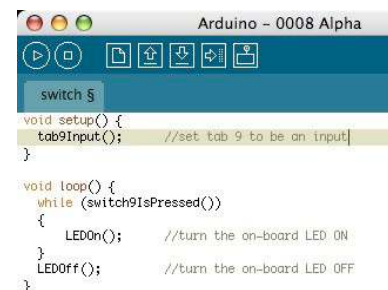 Arduino – 0008 Alpha
switch §
void setup() {
tab9Input(); //set tab 9 to be an input
}
void loop() {
while (switch9IsPressed())
{
LEDOn(); //turn the on-board LED ON
}
LEDOff(); //turn the on-board LED OFF
}